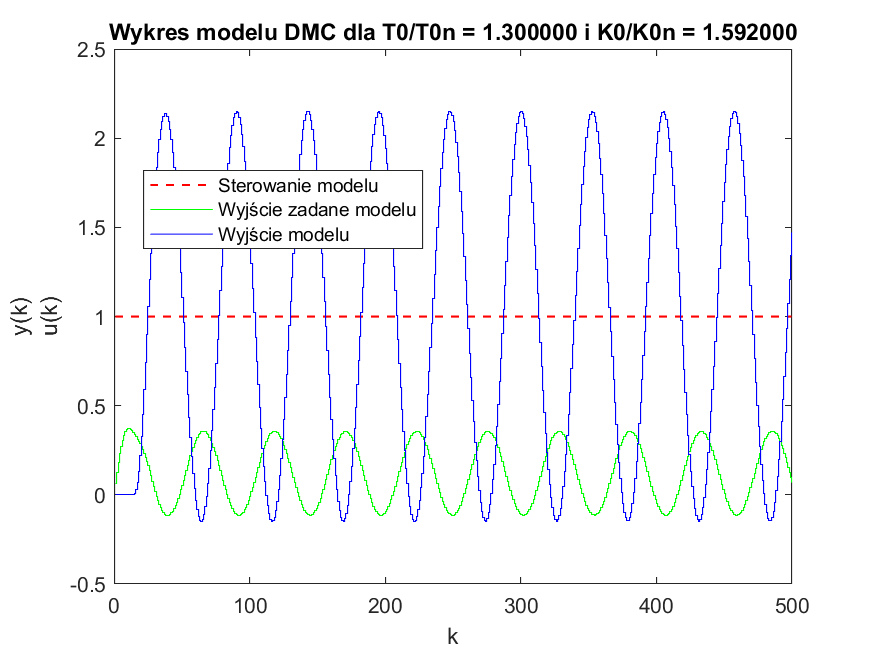 Wykres modelu DMC dla T0/T0n = 1.300000 i K0/K0n = 1.592000
2.5
2
1.5
1
0.5
0
-0.5
y(k)
u(k)
Sterowanie modelu
Wyjście zadane modelu
Wyjście modelu
0
100
200
300
400
500
k